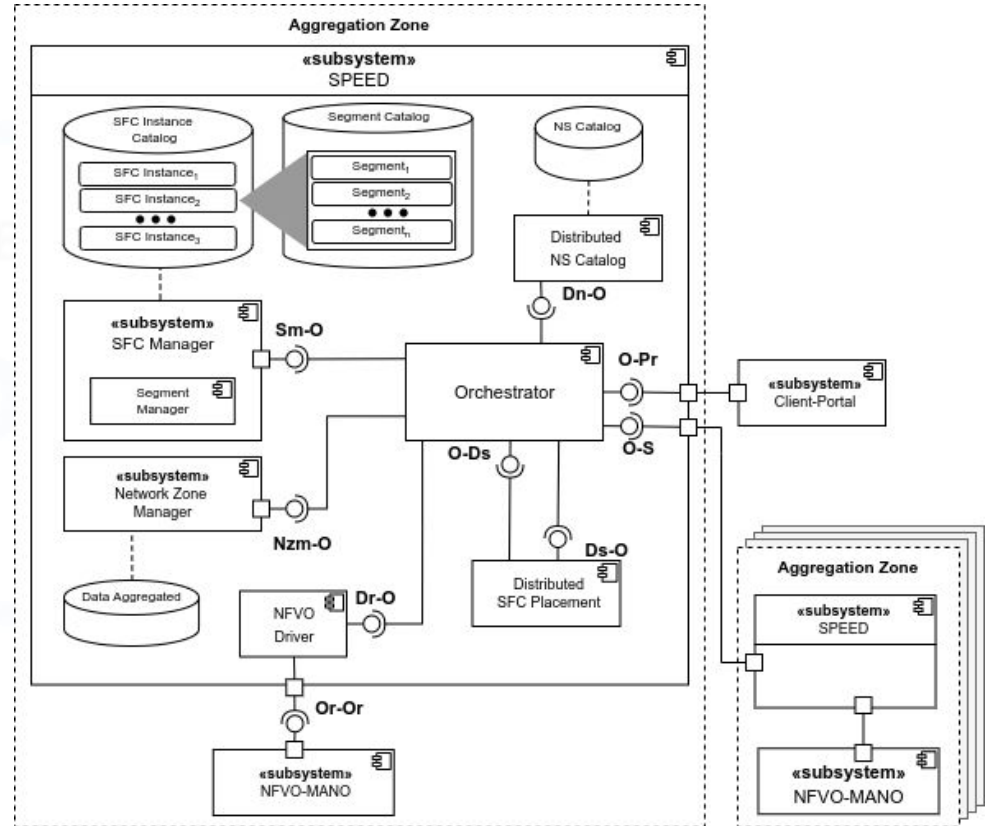 Aggregation Zone
«subsystem»
SPEED
SFC Instance
Catalog
SFC Instance1
SFC Instance2
SFC Instance3
Segment Catalog
Segment1
Segment2
Segmentn
NS Catalog
Distributed
NS Catalog
Dn-O
«subsystem»
SFC Manager
Segment
Manager
Sm-O
Orchestrator
O-Pr
O-S
«subsystem»
Client-Portal
«subsystem»
Network Zone
Manager
Nzm-O
O-Ds
Ds-O
Distributed
SFC Placement
Data Aggregated
NFVO
Driver
Dr-O
Or-Or
«subsystem»
NFVO-MANO
Aggregation Zone
«subsystem»
SPEED
«subsystem»
NFVO-MANO